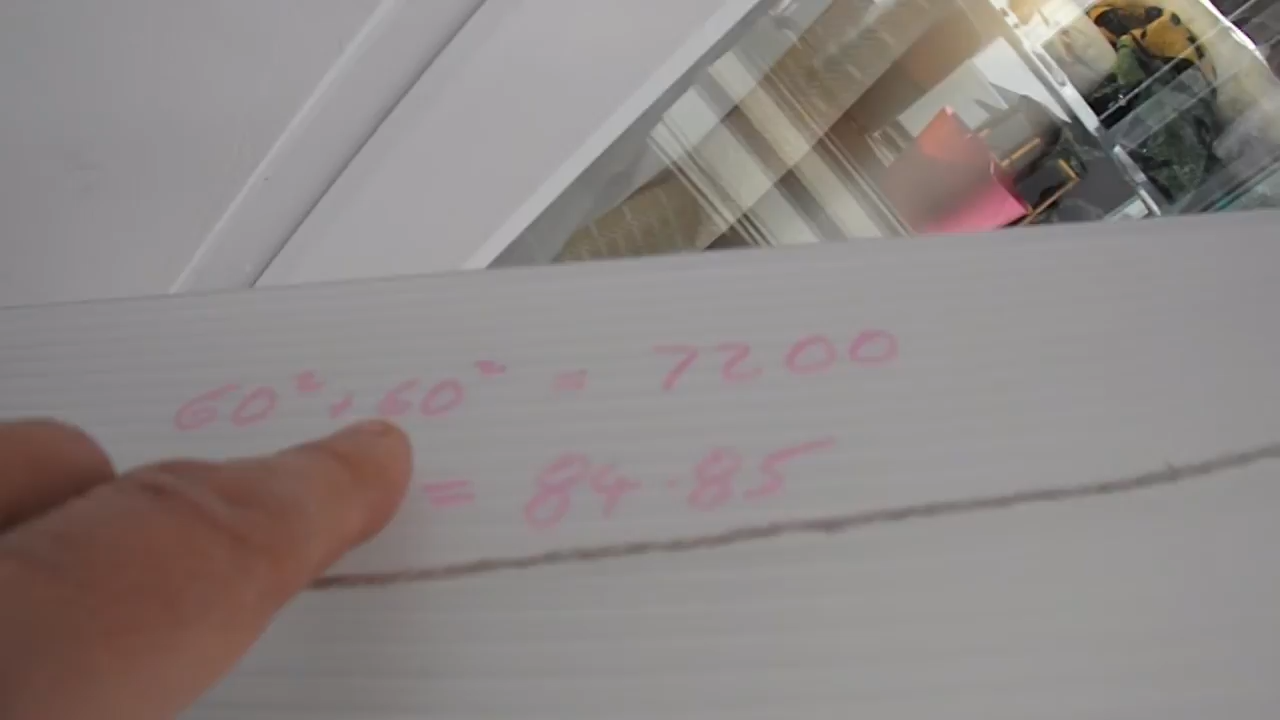 60² + 60² = 7200
= 84.85